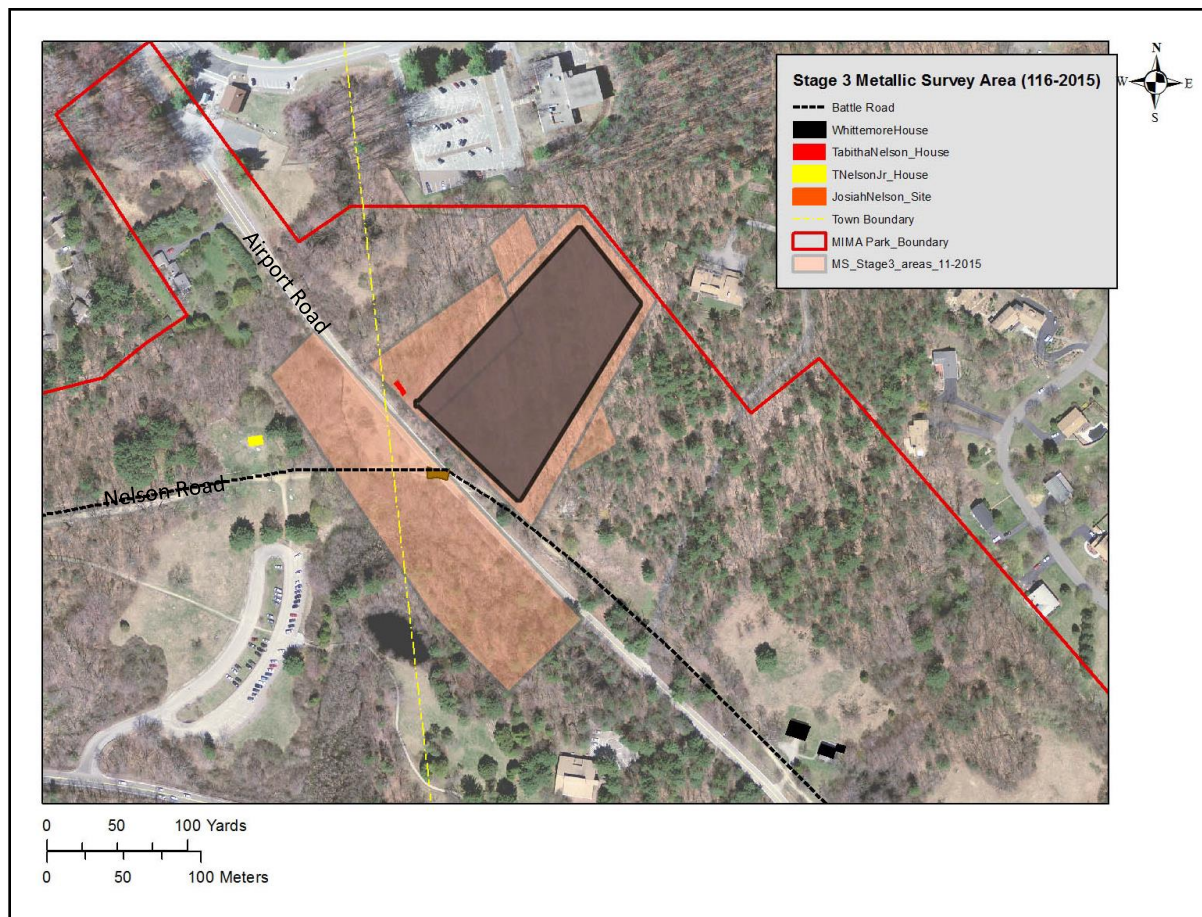 N
W
E
S
Stage 3 Metallic Survey Area (116-2015)
Battle Road
WhittemoreHouse
TabithaNelson_House
TNelsonJr_House
JosiahNelson_Site
Town Boundary
MIMA Park_Boundary
MS_Stage3_areas_11-2015
Airport Road
Nelson Road
0 50 100 Yards
0 50 100 Meters